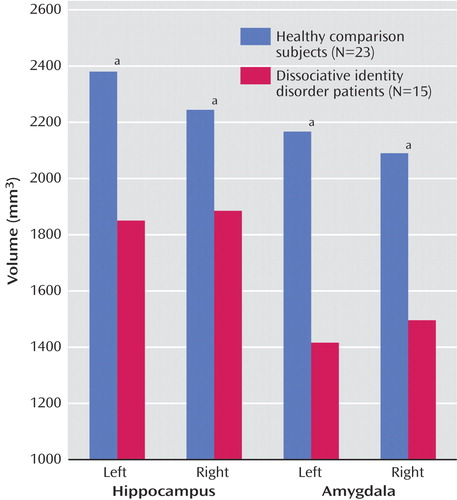 2600
2400
2200
2000
1800
1600
1400
1200
1000
Volume (mm³)
Healthy comparison
subjects (N=23)
Dissociative identity
disorder patients (N=15)
a
a
a
a
Left Right Left Right
Hippocampus Amygdala